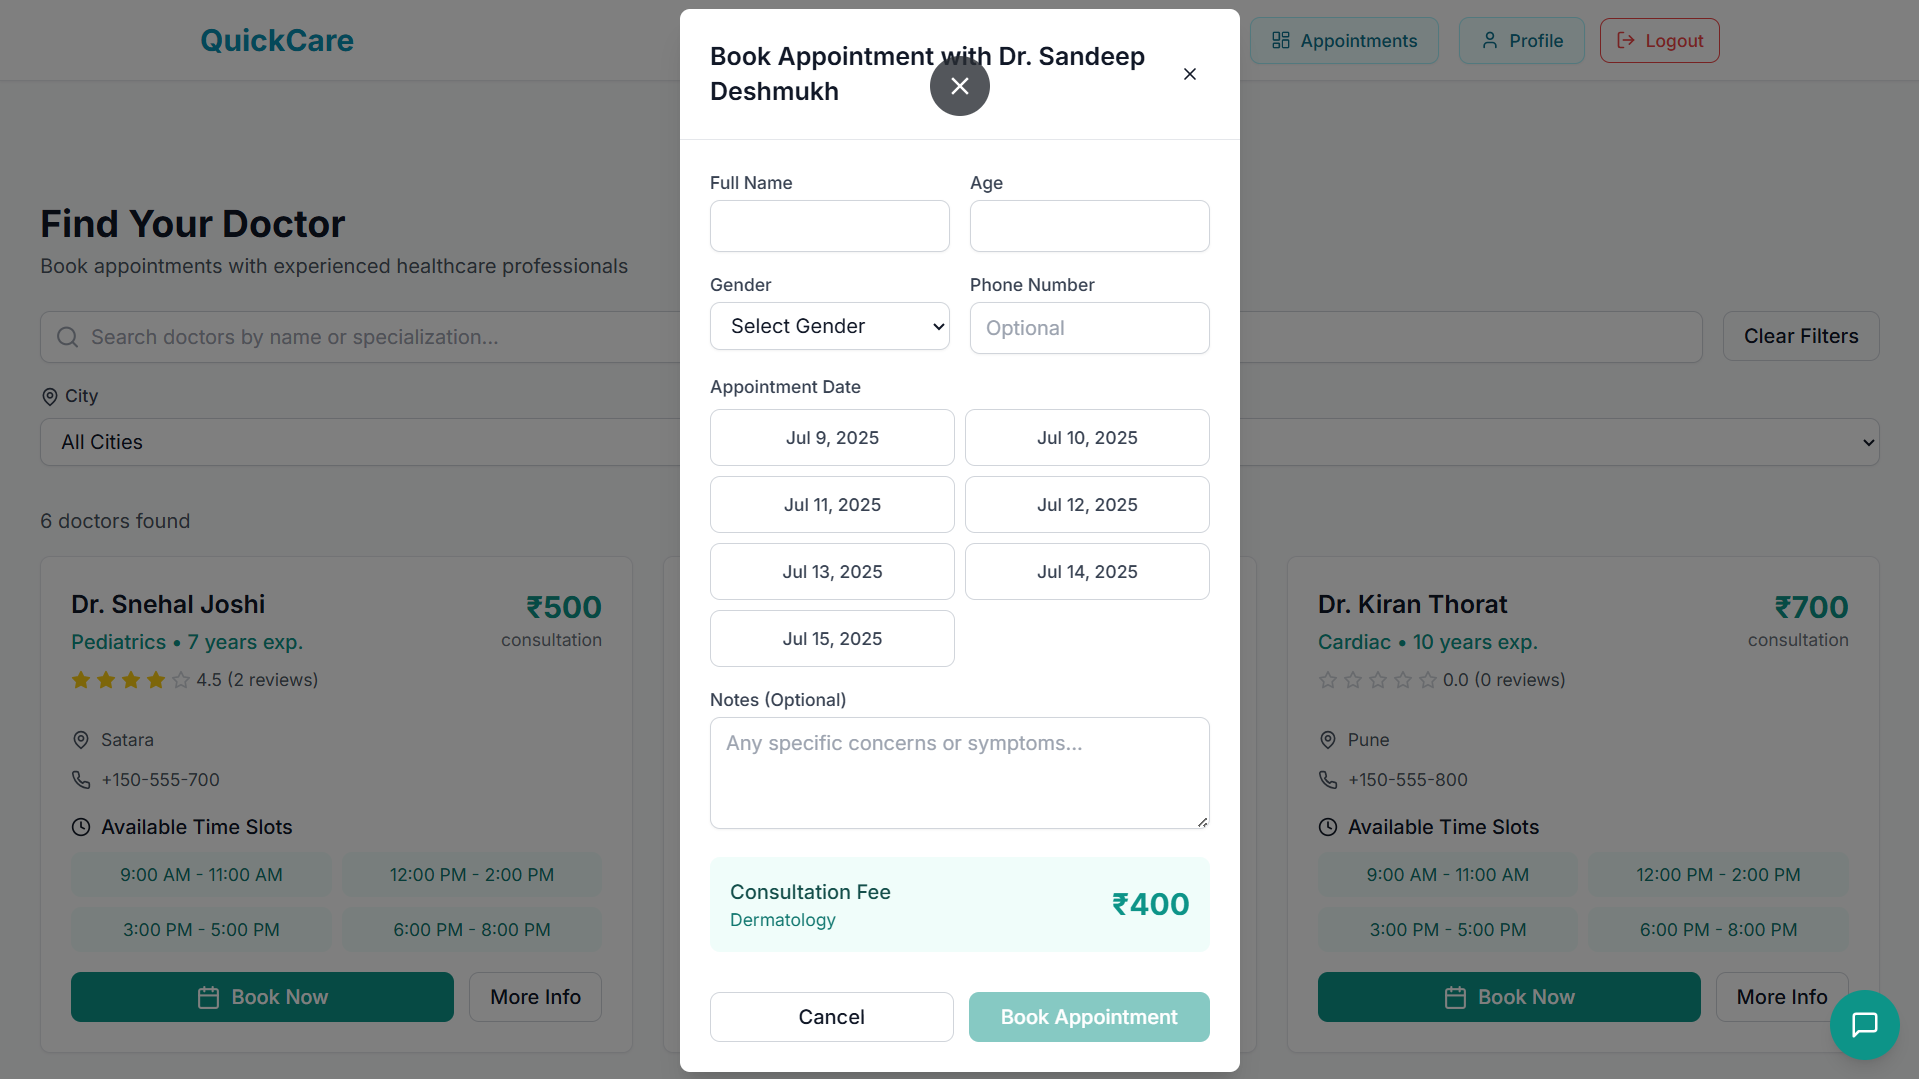 QuickCare
Appointments
Profile
Logout
Find Your Doctor
Book appointments with experienced healthcare professionals
Search doctors by name or specialization...
Clear Filters
City
All Cities
6 doctors found
Dr. Snehal Joshi
₹500
Pediatrics • 7 years exp.
consultation
4.5 (2 reviews)
Satara
+150-555-700
Available Time Slots
9:00 AM - 11:00 AM
12:00 PM - 2:00 PM
3:00 PM - 5:00 PM
6:00 PM - 8:00 PM
Book Now
More Info
Book Appointment with Dr. Sandeep
Deshmukh
Full Name
Age
Gender
Phone Number
Select Gender
Optional
Appointment Date
Jul 9, 2025
Jul 10, 2025
Jul 11, 2025
Jul 12, 2025
Jul 13, 2025
Jul 14, 2025
Jul 15, 2025
Notes (Optional)
Any specific concerns or symptoms...
Consultation Fee
Dermatology
₹400
Cancel
Book Appointment
Dr. Kiran Thorat
₹700
Cardiac • 10 years exp.
consultation
0.0 (0 reviews)
Pune
+150-555-800
Available Time Slots
9:00 AM - 11:00 AM
12:00 PM - 2:00 PM
3:00 PM - 5:00 PM
6:00 PM - 8:00 PM
Book Now
More Info